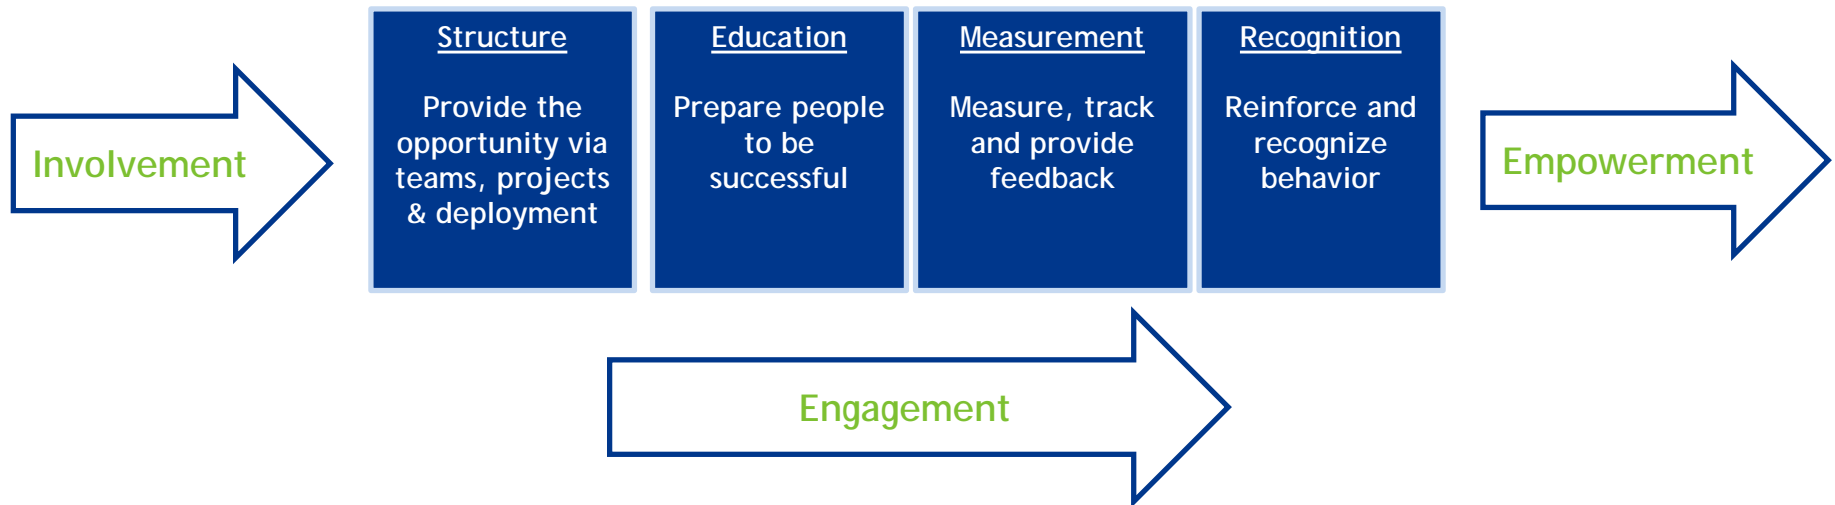 Involvement
Structure
Provide the
opportunity via
teams, projects
& deployment
Education
Prepare people
to be
successful
Measurement
Measure, track
and provide
feedback
Recognition
Reinforce and
recognize
behavior
Empowerment
Engagement